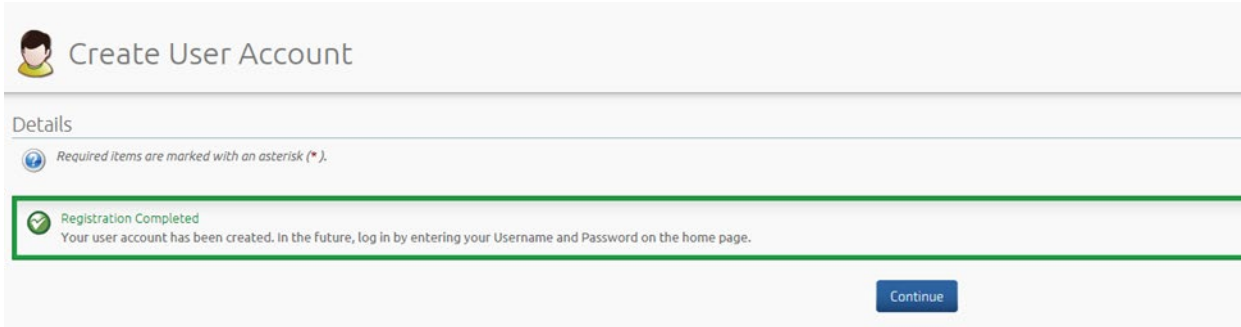 Create User Account
Details
Required items are marked with an asterisk (* ).
Registration Completed
Your user account has been created. In the future, log in by entering your Username and Password on the home page.
Continue